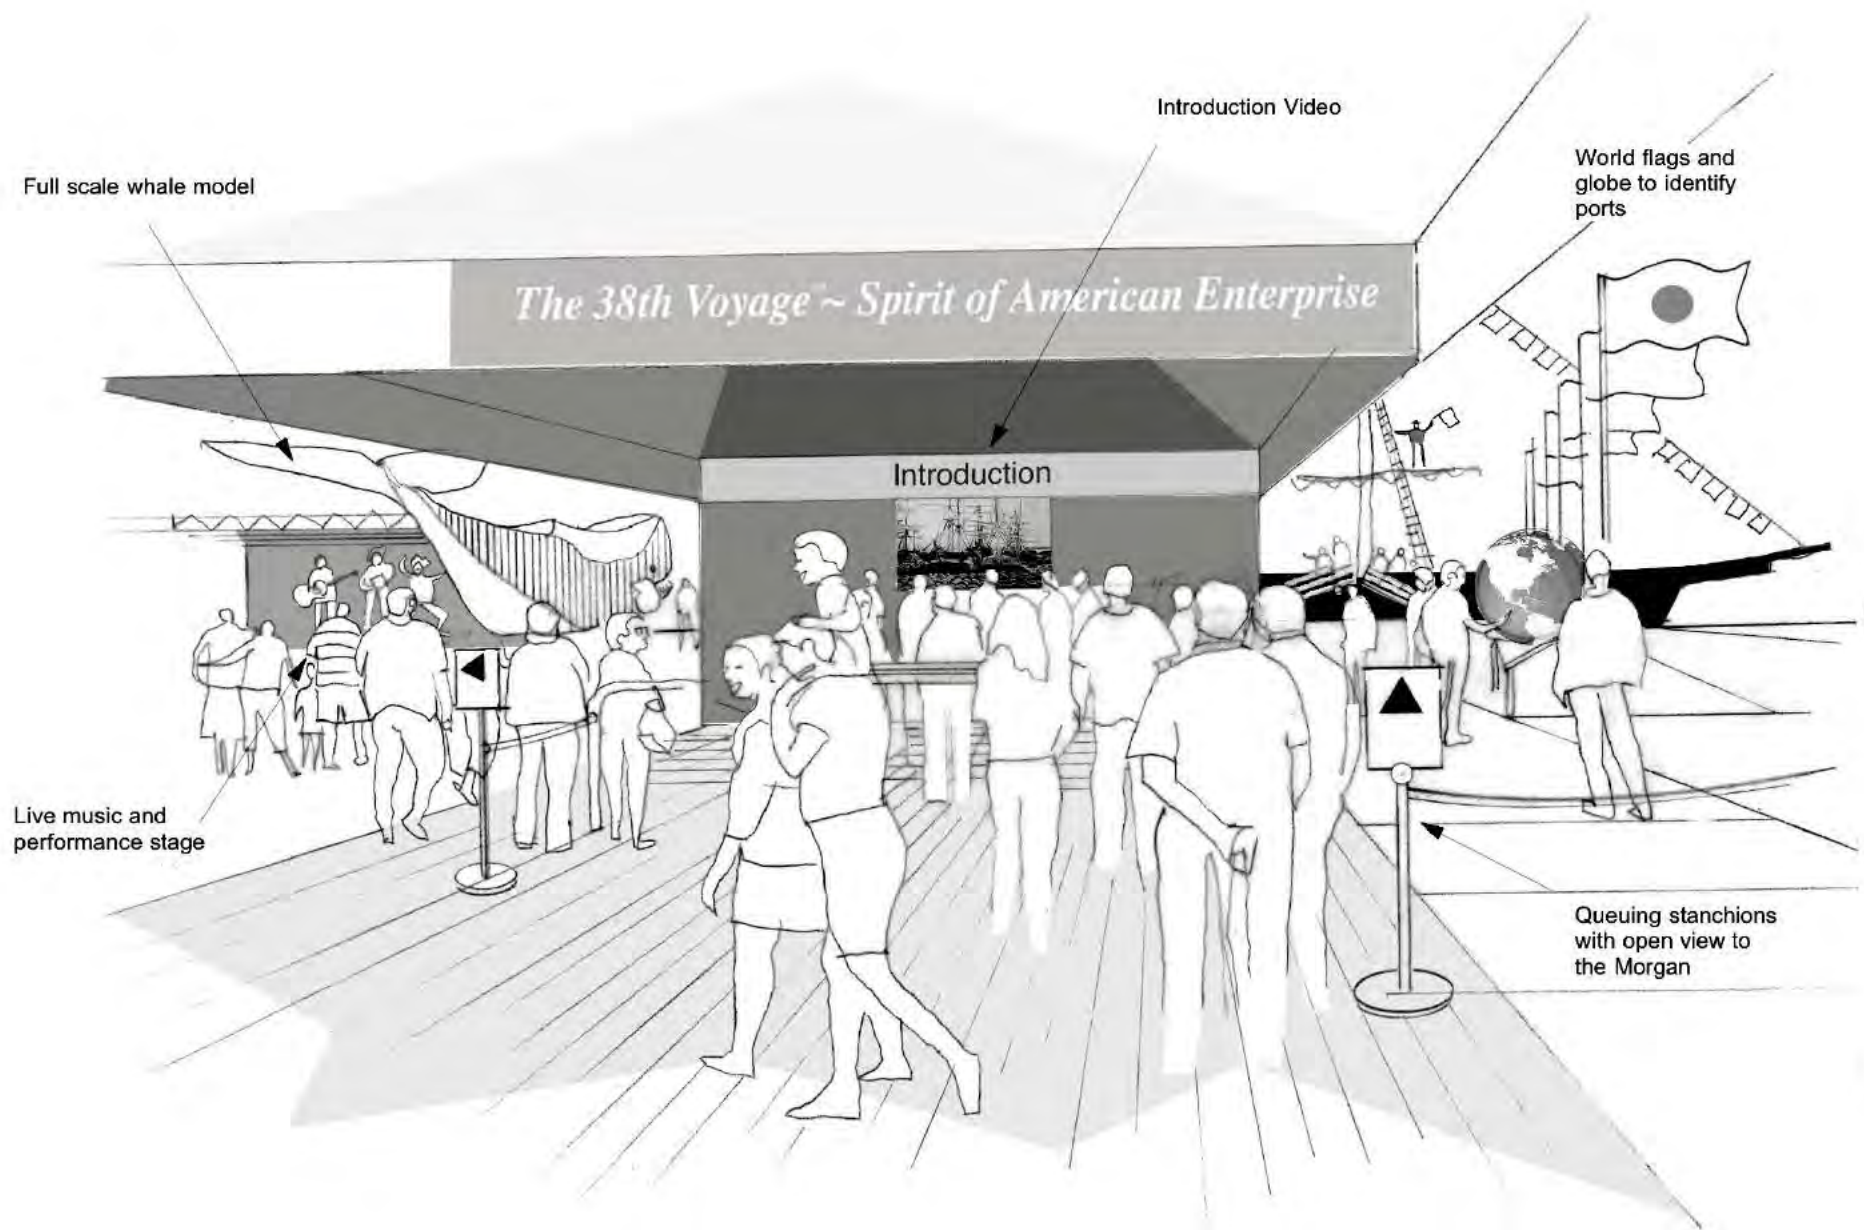 Introduction Video
World flags and
globe to identify
ports
Full scale whale model
The 38th Voyage ~ Spirit of American Enterprise
Introduction
Live music and
performance stage
Queuing stanchions
with open view to
the Morgan